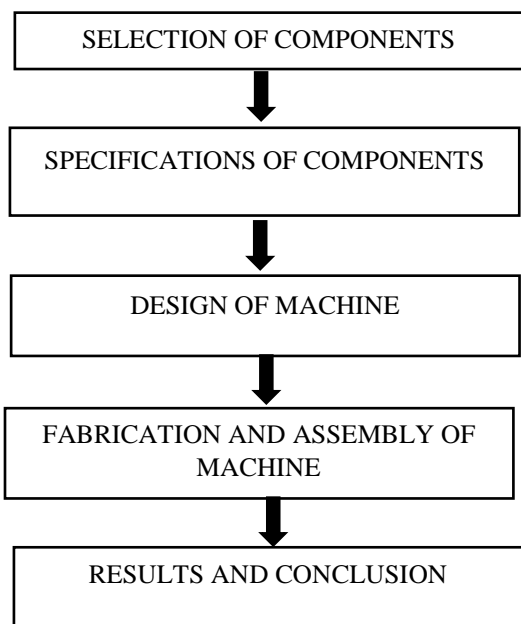 SELECTION OF COMPONENTS
SPECIFICATIONS OF COMPONENTS
DESIGN OF MACHINE
FABRICATION AND ASSEMBLY OF
MACHINE
RESULTS AND CONCLUSION